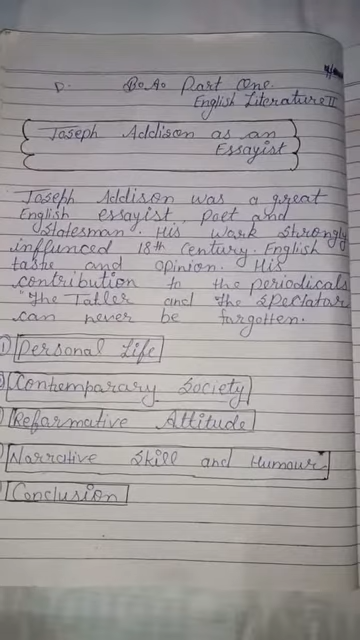 B.A. Part One.
English Literature II
Joseph Addison as an
Essayist
Joseph Addison was a great
English essayist, Poet and
Statesman. His work strongly
influnced 18th Century. English
taste and opinion. His
contribution to the periodicals
"The Tatler and the Spectator
can never be forgotten.
① Personal Life
Contemparary Society
Reformative Attitude
Narrative Skill and Humour
Conclusion